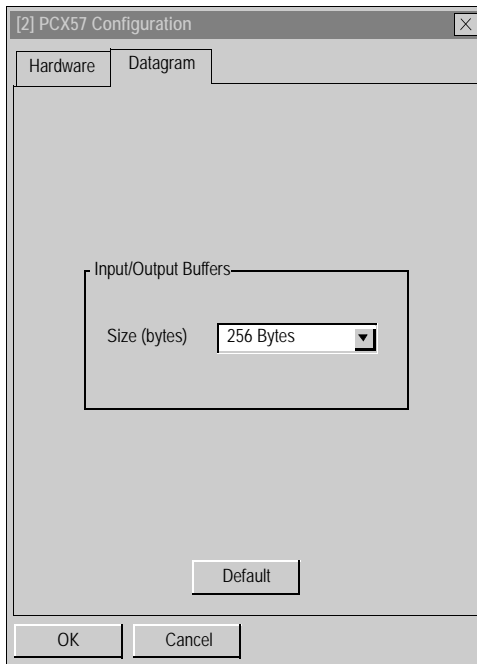 [2] PCX57 Configuration
Hardware
Datagram
Input/Output Buffers
Size (bytes)
256 Bytes
Default
OK
Cancel